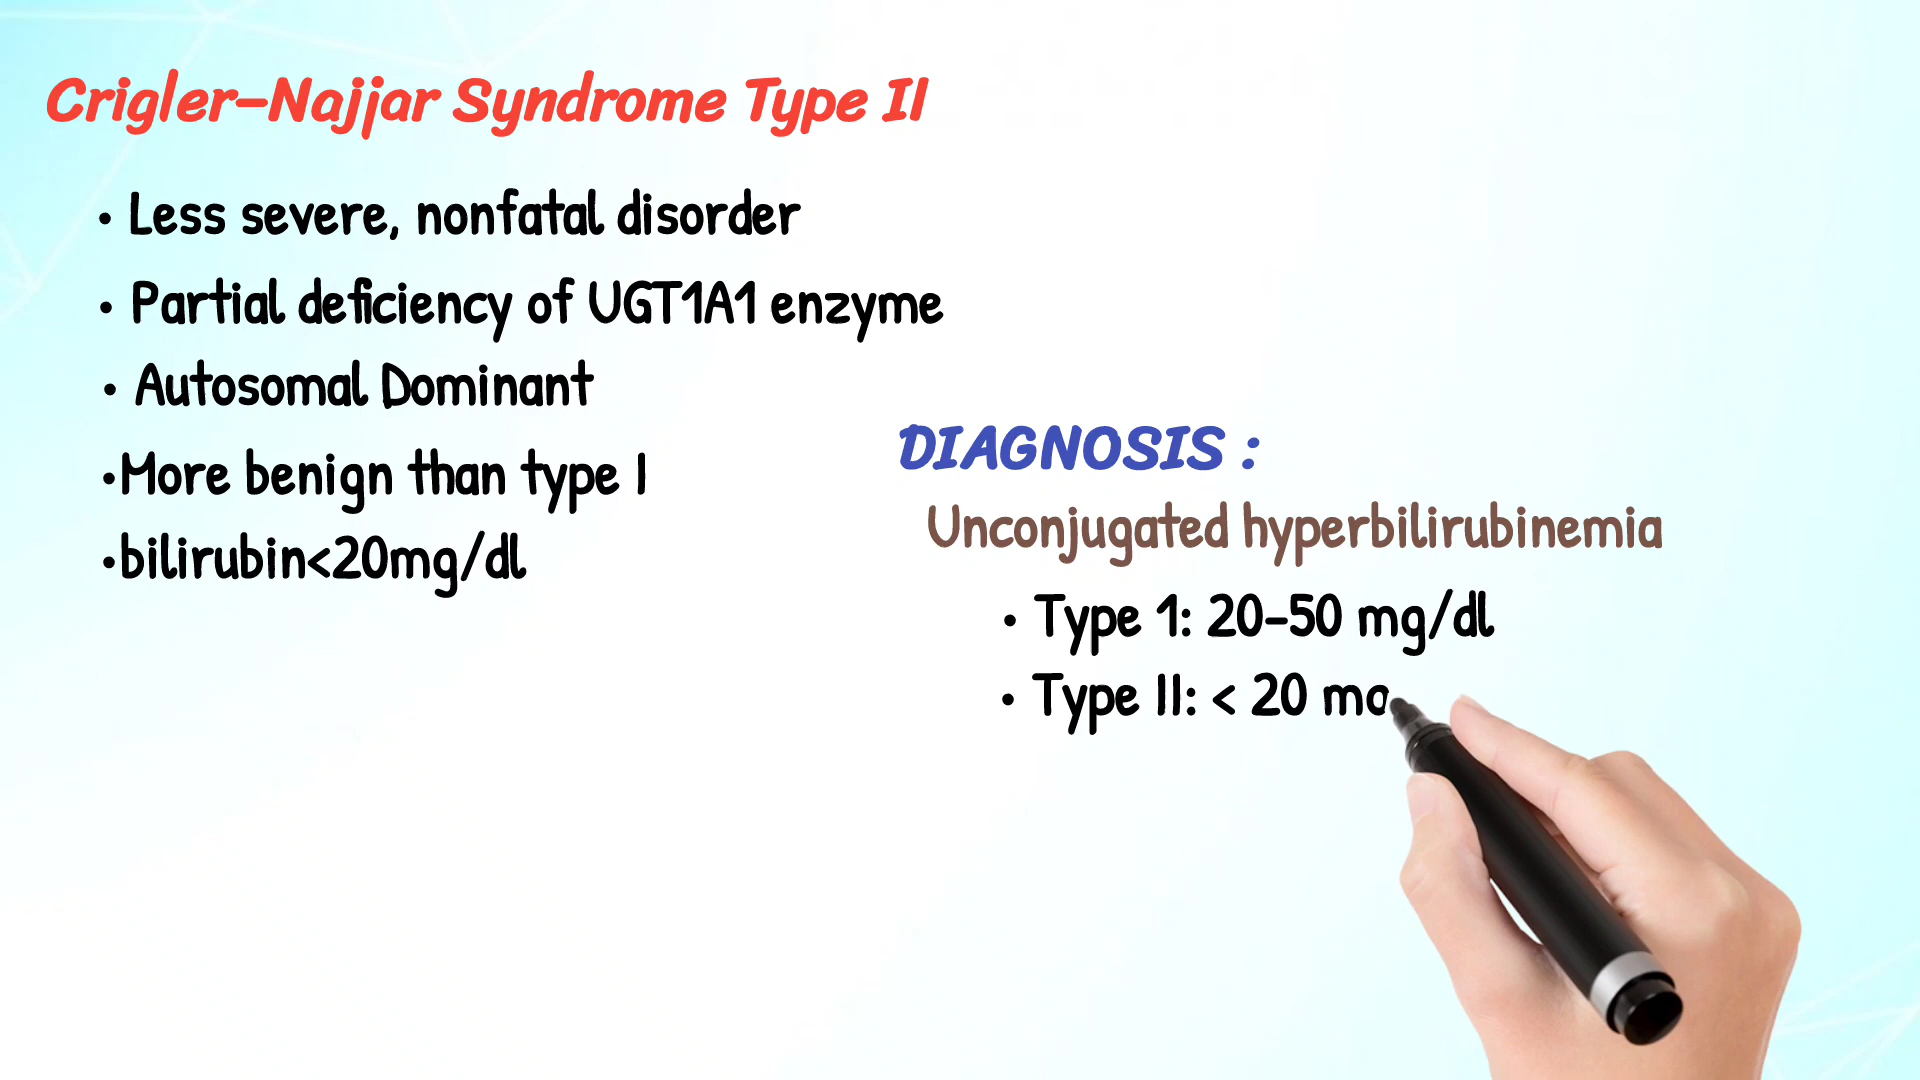 Crigler-Najjar Syndrome Type II
• Less severe, nonfatal disorder
• Partial deficiency of UGT1A1 enzyme
• Autosomal Dominant
•More benign than type I
•bilirubin<20mg/dl
DIAGNOSIS :
Unconjugated hyperbilirubinemia
• Type 1: 20-50 mg/dl
• Type II: < 20